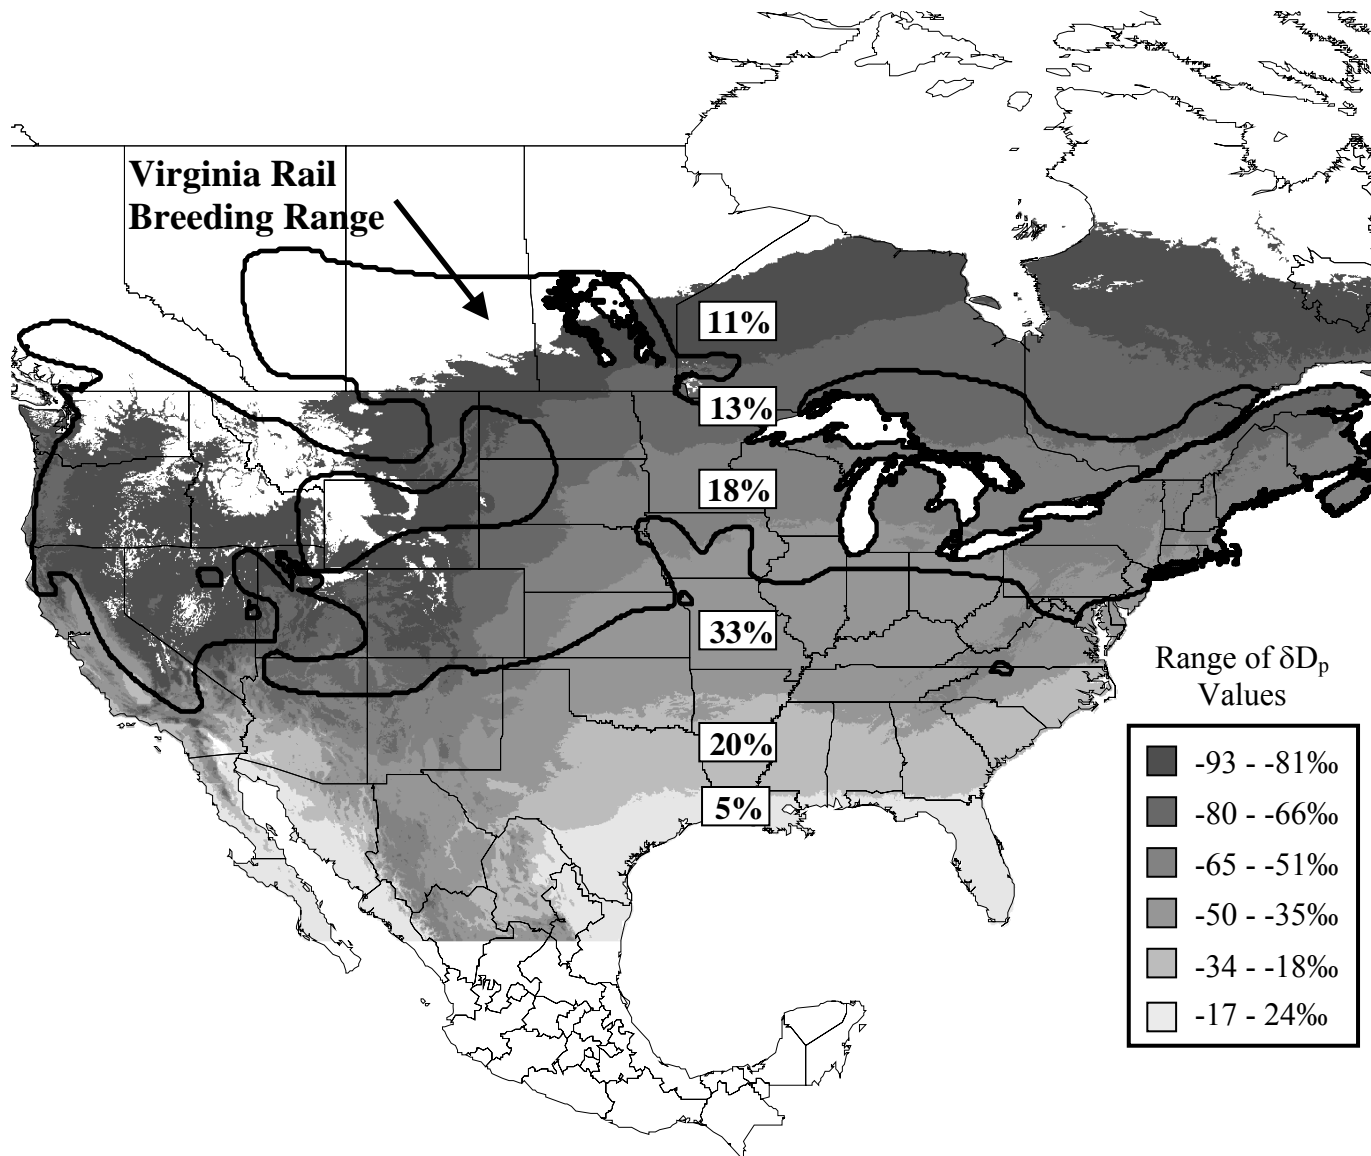 Virginia Rail
Breeding Range
11%
13%
18%
33%
20%
5%
Range of δDp
Values
-93 - -81‰
-80 - -66‰
-65 - -51‰
-50 - -35‰
-34 - -18‰
-17 - 24‰